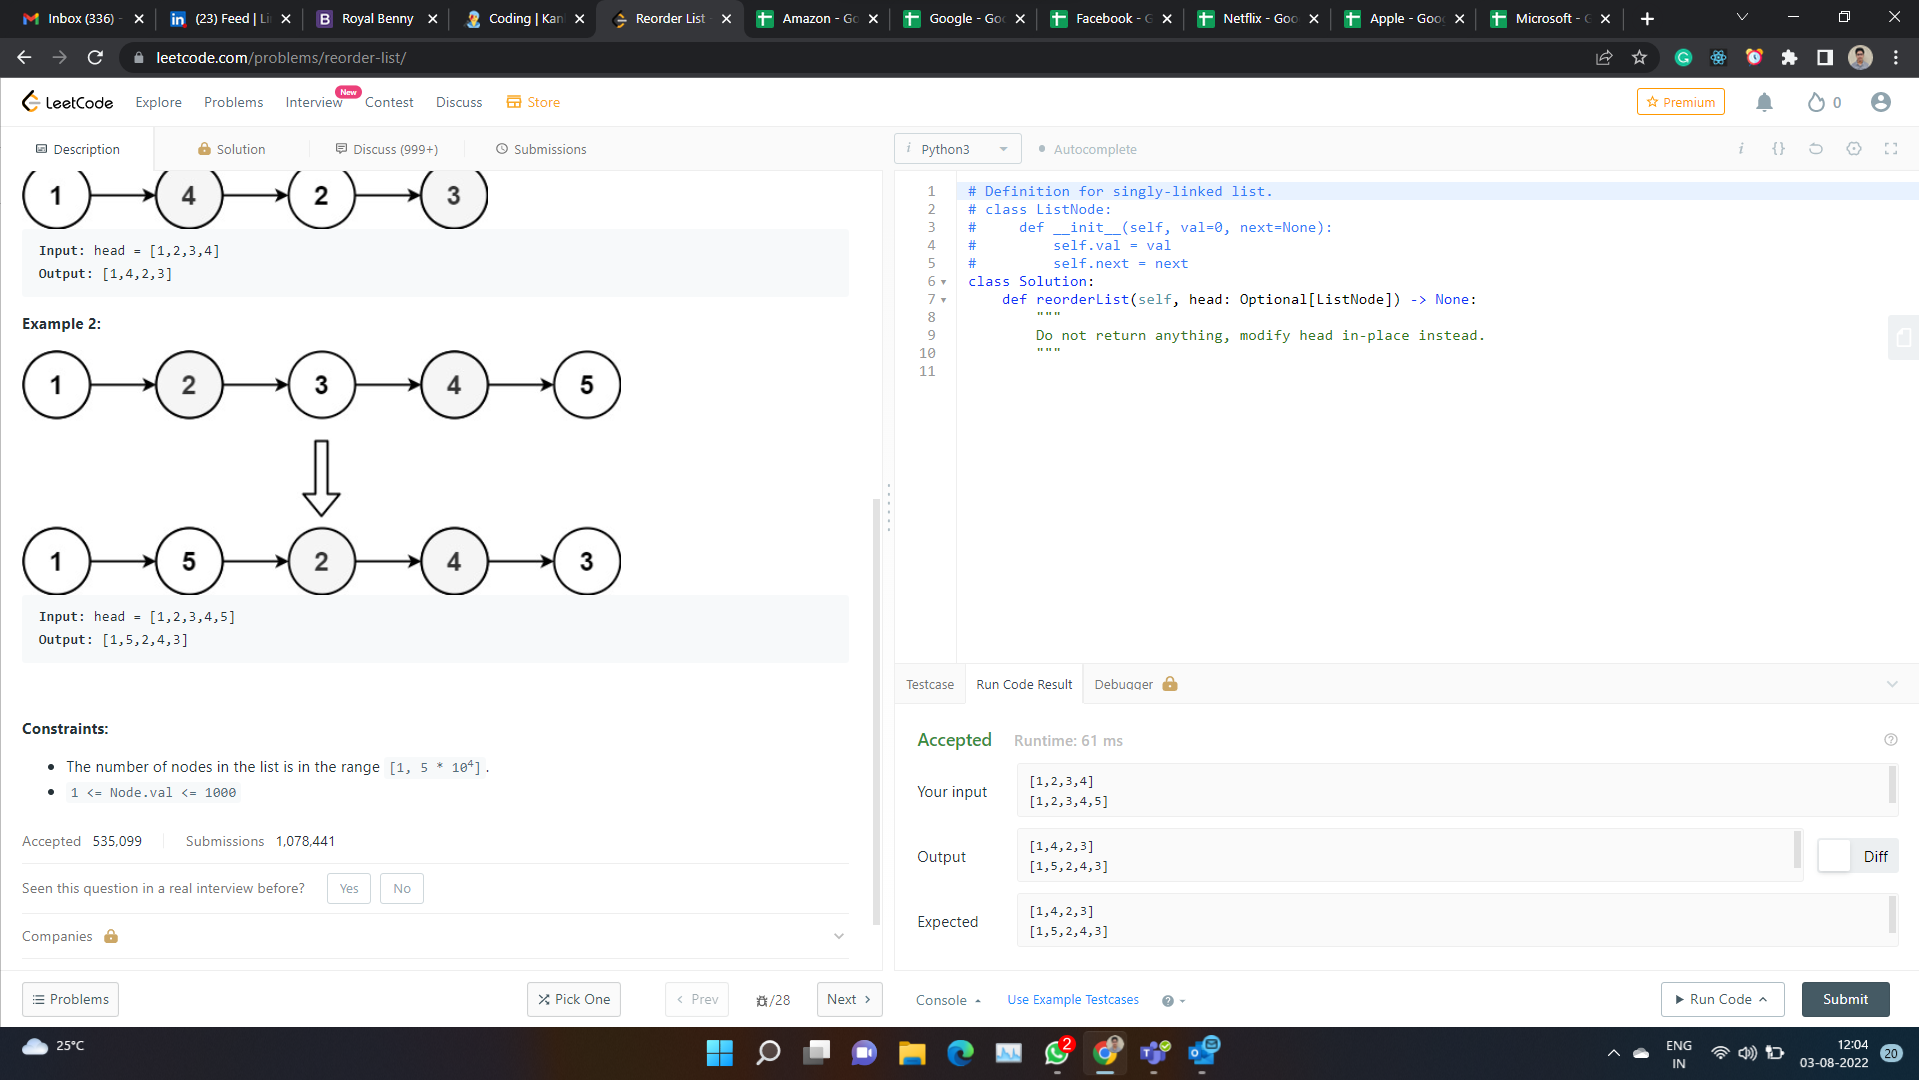 Inbox (336) -
(23) Feed | Li
Royal Benny
Coding | Kan
Reorder List -
Amazon - Go
Google - Goo
Facebook - G
Netflix - Goo
Apple - Goog
Microsoft - G
leetcode.com/problems/reorder-list/
LeetCode
Explore
Problems
Interview
New
Contest
Discuss
Store
Premium
0
Description
Solution
Discuss (999+)
Submissions
i Python3
Autocomplete
1 4 2 3
Input: head = [1,2,3,4]
Output: [1,4,2,3]
Example 2:
1 2 3 4 5
1 5 2 4 3
Input: head = [1,2,3,4,5]
Output: [1,5,2,4,3]
Constraints:
• The number of nodes in the list is in the range [1, 5 * 10⁴].
• 1 <= Node.val <= 1000
Accepted 535,099
Submissions 1,078,441
Seen this question in a real interview before?
Yes
No
Companies
Problems
Pick One
< Prev
/28
Next >
1 # Definition for singly-linked list.
2 # class ListNode:
3 #     def __init__(self, val=0, next=None):
4 #         self.val = val
5 #         self.next = next
6 class Solution:
7     def reorderList(self, head: Optional[ListNode]) -> None:
8         """
9         Do not return anything, modify head in-place instead.
10         """
11
Testcase
Run Code Result
Debugger
Accepted
Runtime: 61 ms
Your input
[1,2,3,4]
[1,2,3,4,5]
Output
[1,4,2,3]
[1,5,2,4,3]
Diff
Expected
[1,4,2,3]
[1,5,2,4,3]
Console
Use Example Testcases
Run Code
Submit
25°C
2
ENG
IN
12:04
03-08-2022
20